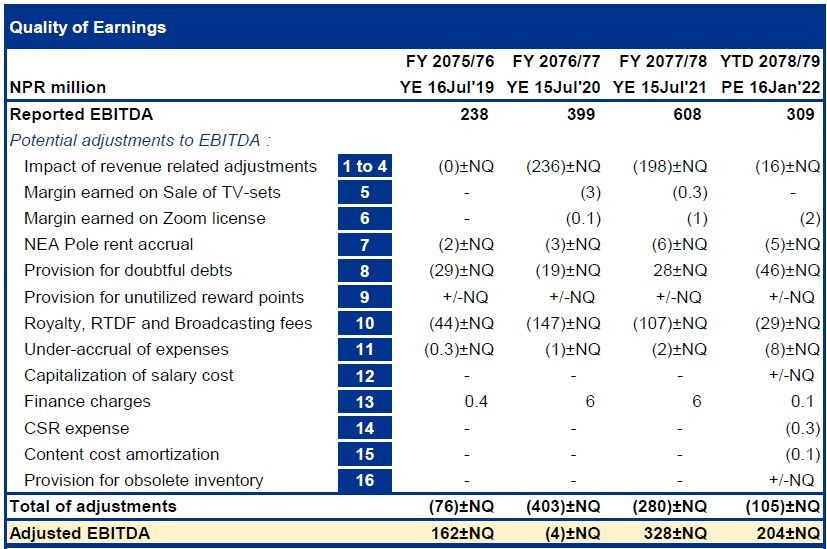 Quality of Earnings
FY 2075/76 FY 2076/77 FY 2077/78 YTD 2078/79
NPR million YE 16Jul'19 YE 15Jul'20 YE 15Jul'21 PE 16Jan'22
Reported EBITDA 238 399 608 309
Potential adjustments to EBITDA :
Impact of revenue related adjustments 1 to 4 (0)±NQ (236)±NQ (198)±NQ (16)±NQ
Margin earned on Sale of TV-sets 5 - (3) (0.3) -
Margin earned on Zoom license 6 - (0.1) (1) (2)
NEA Pole rent accrual 7 (2)±NQ (3)±NQ (6)±NQ (5)±NQ
Provision for doubtful debts 8 (29)±NQ (19)±NQ 28±NQ (46)±NQ
Provision for unutilized reward points 9 +/-NQ +/-NQ +/-NQ +/-NQ
Royalty, RTDF and Broadcasting fees 10 (44)±NQ (147)±NQ (107)±NQ (29)±NQ
Under-accrual of expenses 11 (0.3)±NQ (1)±NQ (2)±NQ (8)±NQ
Capitalization of salary cost 12 - - - +/-NQ
Finance charges 13 0.4 6 6 0.1
CSR expense 14 - - - (0.3)
Content cost amortization 15 - - - (0.1)
Provision for obsolete inventory 16 - - - +/-NQ
Total of adjustments (76)±NQ (403)±NQ (280)±NQ (105)±NQ
Adjusted EBITDA 162±NQ (4)±NQ 328±NQ 204±NQ